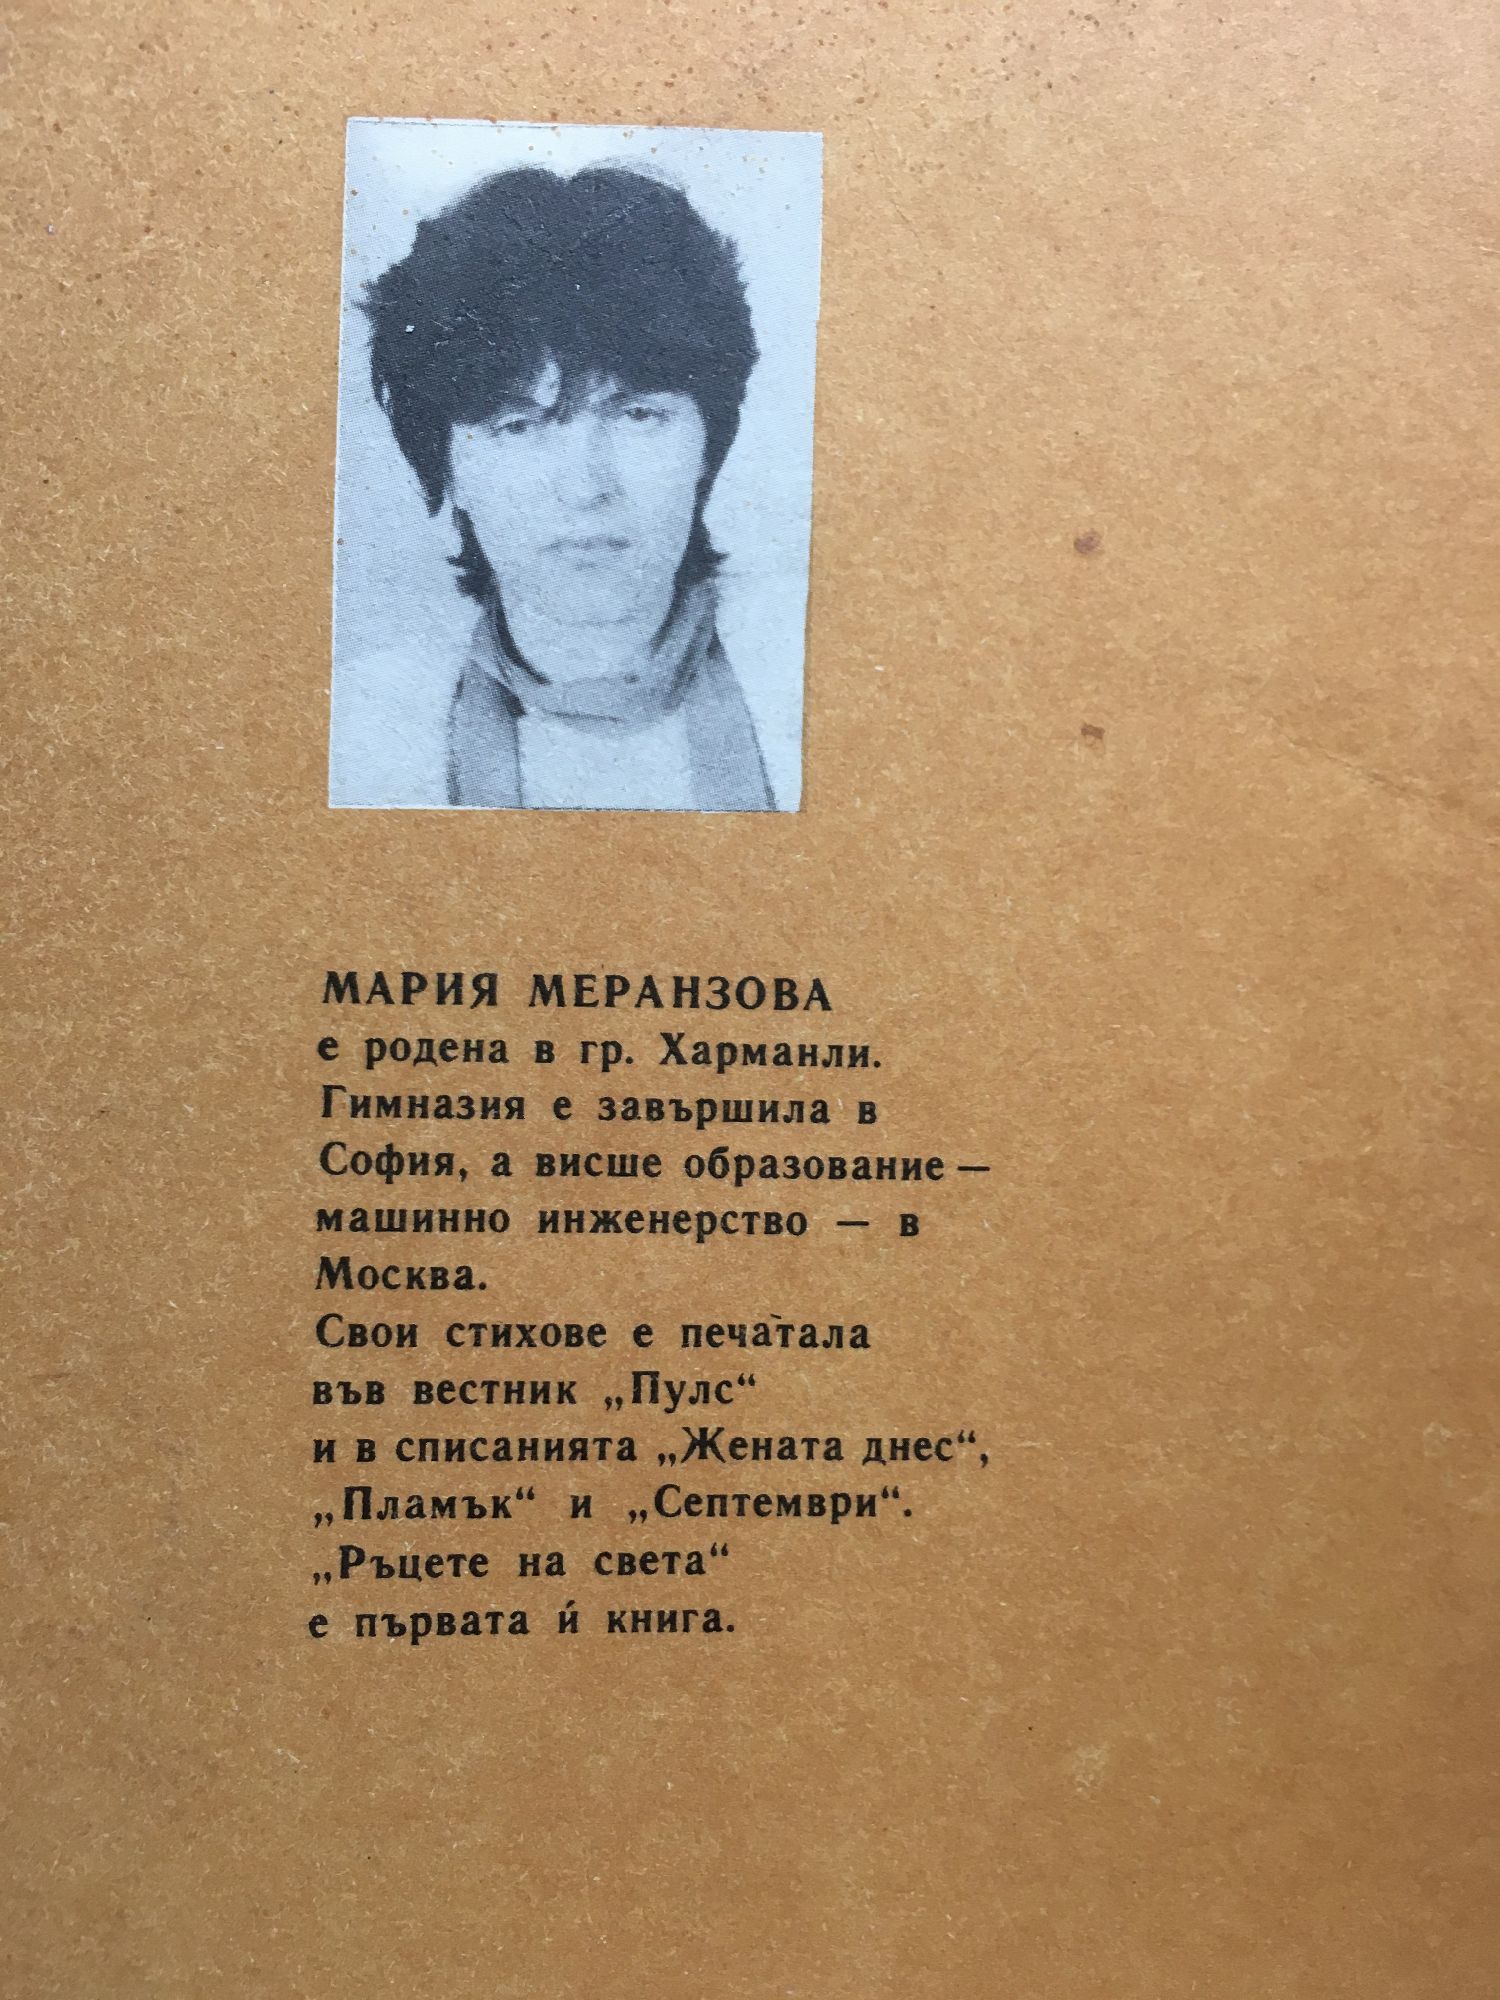 МАРИЯ МЕРАНЗОВА
е родена в гр. Харманли.
Гимназия е завършила в
София, а висше образование —
машинно инженерство — в
Москва.
Свои стихове е печатала
във вестник „Пулс“
и в списанията „Жената днес“,
„Пламък“ и „Септември“.
„Ръцете на света“
е първата ѝ книга.